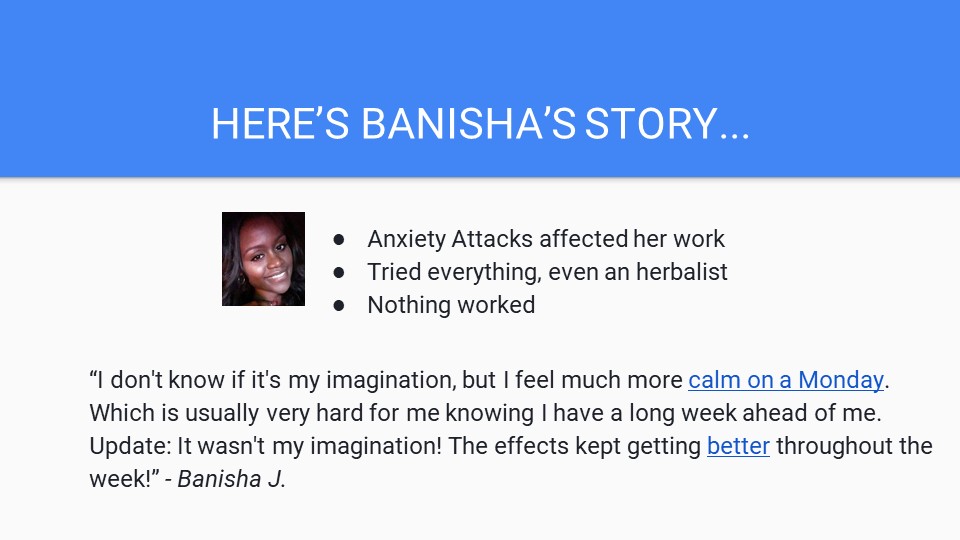 HERE’S BANISHA’S STORY...
● Anxiety Attacks affected her work
● Tried everything, even an herbalist
● Nothing worked
“I don't know if it's my imagination, but I feel much more calm on a Monday.
Which is usually very hard for me knowing I have a long week ahead of me.
Update: It wasn't my imagination! The effects kept getting better throughout the
week!” - Banisha J.